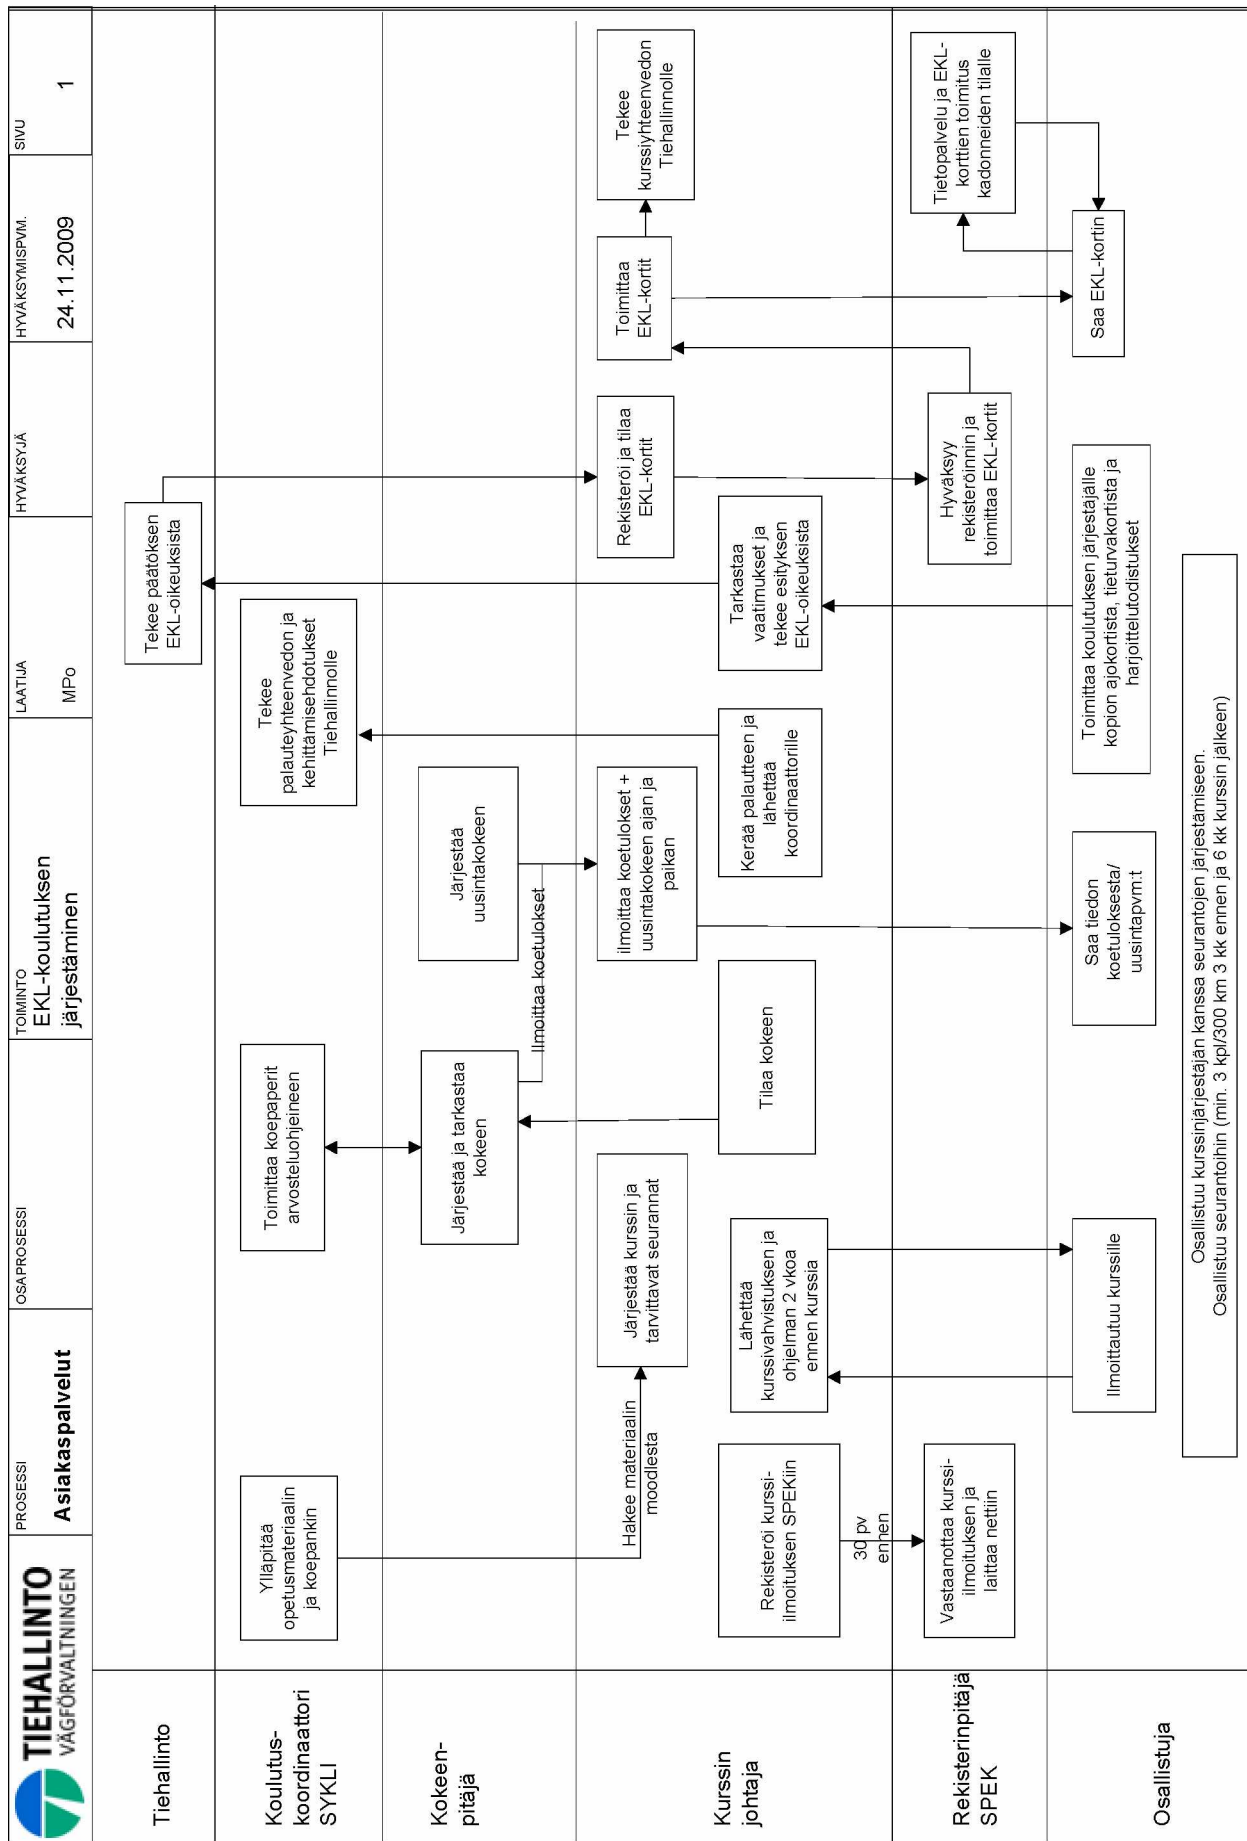 TIEHALLINTO
VÄGFÖRVALTNINGEN
PROSESSI
Asiakaspalvelut
OSAPROSESSI
TOIMINTO
EKL-koulutuksen
järjestäminen
LAATIJA
MPo
HYVÄKSYJÄ
HYVÄKSYMISPVM.
24.11.2009
SIVU
1
Tiehallinto
Tekee päätöksen
EKL-oikeuksista
Koulutus-
koordinaattori
SYKLI
Ylläpitää
opetusmateriaalin
ja koepankin
Toimittaa koepaperit
arvosteluohjeineen
Tekee
palauteyhteenvedon ja
kehittämisehdotukset
Tiehallinnolle
Kokeen-
pitäjä
Järjestää ja tarkastaa
kokeen
Ilmoittaa koetulokset
Järjestää
uusintakokeen
Kurssin
johtaja
Hakee materiaalin
moodlesta
Järjestää kurssin ja
tarvittavat seurannat
ilmoittaa koetulokset +
uusintakokeen ajan ja
paikan
Rekisteröi ja tilaa
EKL-kortit
Toimittaa
EKL-kortit
Tekee
kurssiyhteenvedon
Tiehallinnolle
Rekisteröi kurssi-
ilmoituksen SPEKiin
30 pv
ennen
Lähettää
kurssivahvistuksen ja
ohjelman 2 vkoa
ennen kurssia
Tilaa kokeen
Kerää palautteen ja
lähettää
koordinaattorille
Tarkastaa
vaatimukset ja
tekee esityksen
EKL-oikeuksista
Rekisterinpitäjä
SPEK
Vastaanottaa kurssi-
ilmoituksen ja
laittaa nettiin
Hyväksyy
rekisteröinnin ja
toimittaa EKL-kortit
Tietopalvelu ja EKL-
korttien toimitus
kadonneiden tilalle
Osallistuja
Ilmoittautuu kurssille
Saa tiedon
koetuloksesta/
uusintapvm:t
Toimittaa koulutuksen järjestäjälle
kopion ajokortista, tieturvakortista ja
harjoittelutodistukset
Saa EKL-kortin
Osallistuu kurssinjärjestäjän kanssa seurantojen järjestämiseen.
Osallistuu seurantoihin (min. 3 kpl/300 km 3 kk ennen ja 6 kk kurssin jälkeen)